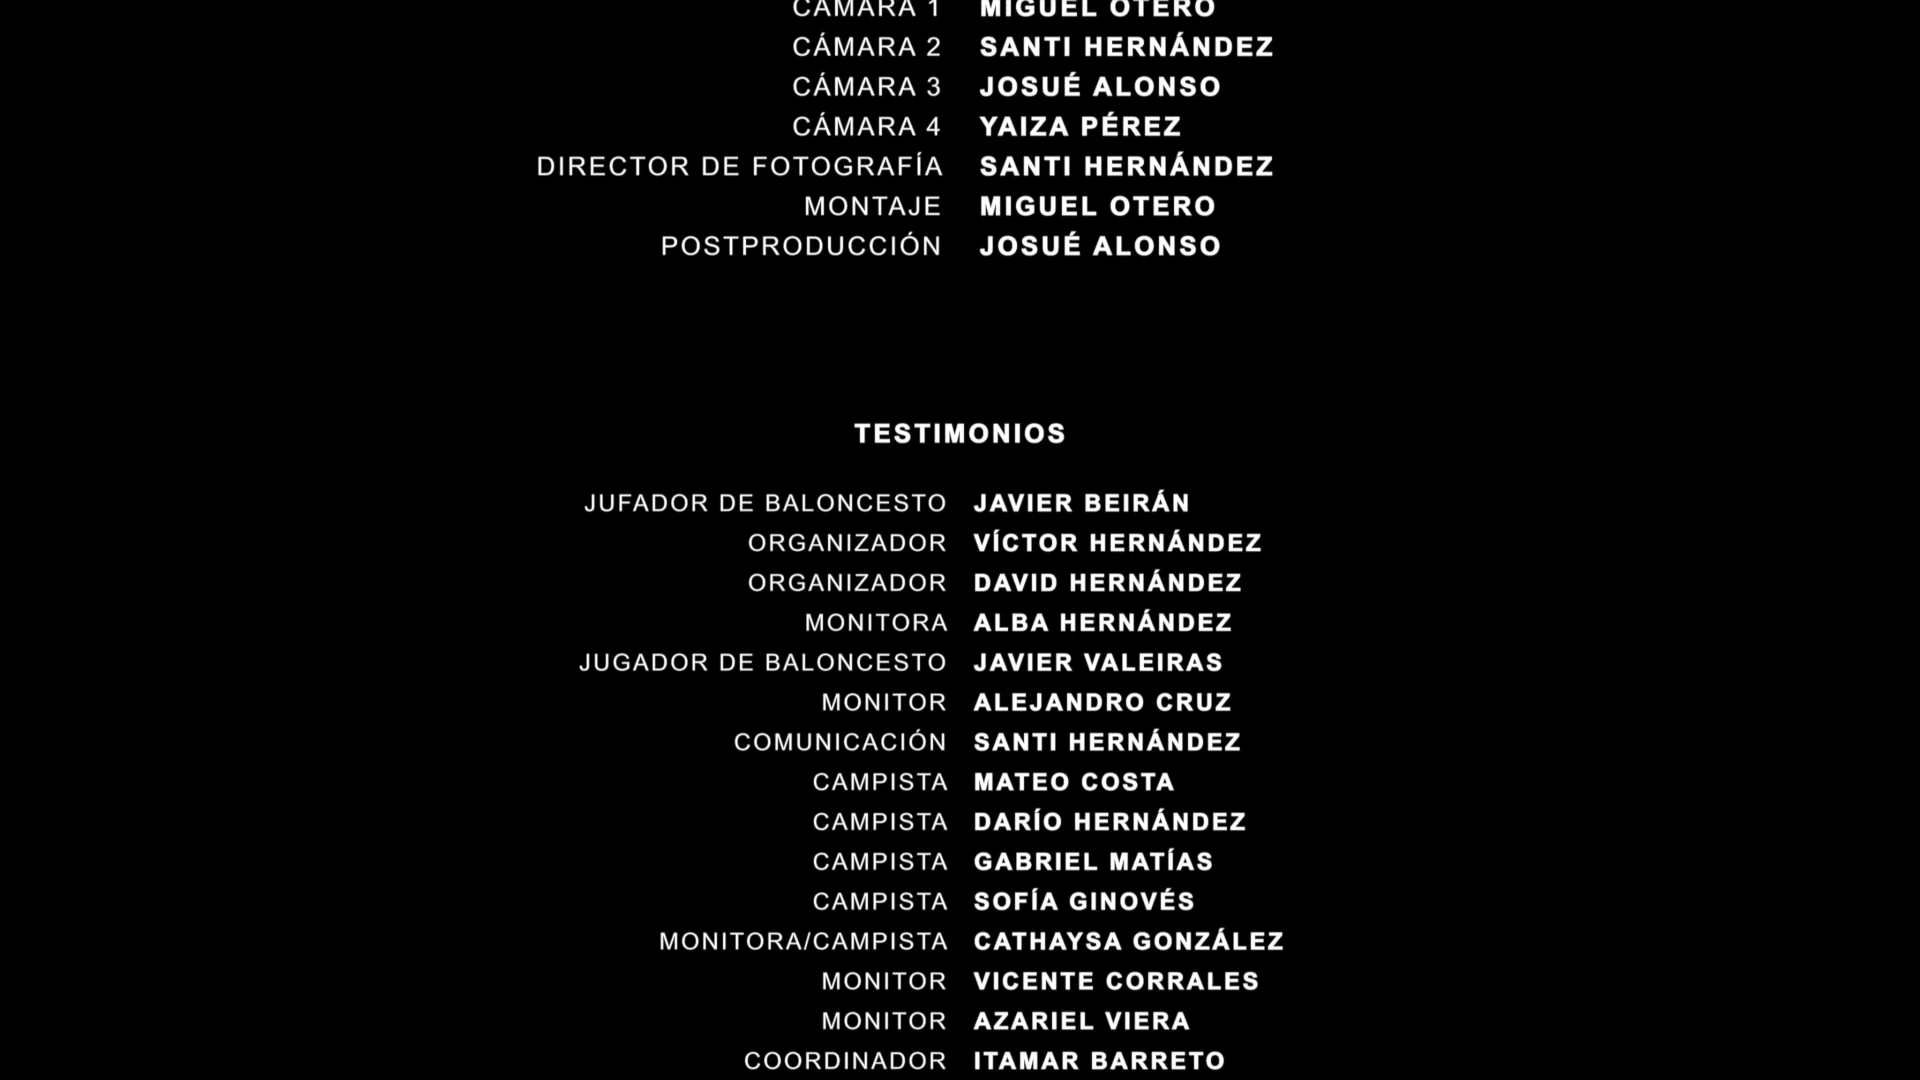 CÁMARA 1 MIGUEL OTERO
CÁMARA 2 SANTI HERNÁNDEZ
CÁMARA 3 JOSUÉ ALONSO
CÁMARA 4 YAIZA PÉREZ
DIRECTOR DE FOTOGRAFÍA SANTI HERNÁNDEZ
MONTAJE MIGUEL OTERO
POSTPRODUCCIÓN JOSUÉ ALONSO
TESTIMONIOS
JUFADOR DE BALONCESTO JAVIER BEIRÁN
ORGANIZADOR VÍCTOR HERNÁNDEZ
ORGANIZADOR DAVID HERNÁNDEZ
MONITORA ALBA HERNÁNDEZ
JUGADOR DE BALONCESTO JAVIER VALEIRAS
MONITOR ALEJANDRO CRUZ
COMUNICACIÓN SANTI HERNÁNDEZ
CAMPISTA MATEO COSTA
CAMPISTA DARÍO HERNÁNDEZ
CAMPISTA GABRIEL MATÍAS
CAMPISTA SOFÍA GINOVÉS
MONITORA/CAMPISTA CATHAYSA GONZÁLEZ
MONITOR VICENTE CORRALES
MONITOR AZARIEL VIERA
COORDINADOR ITAMAR BARRETO